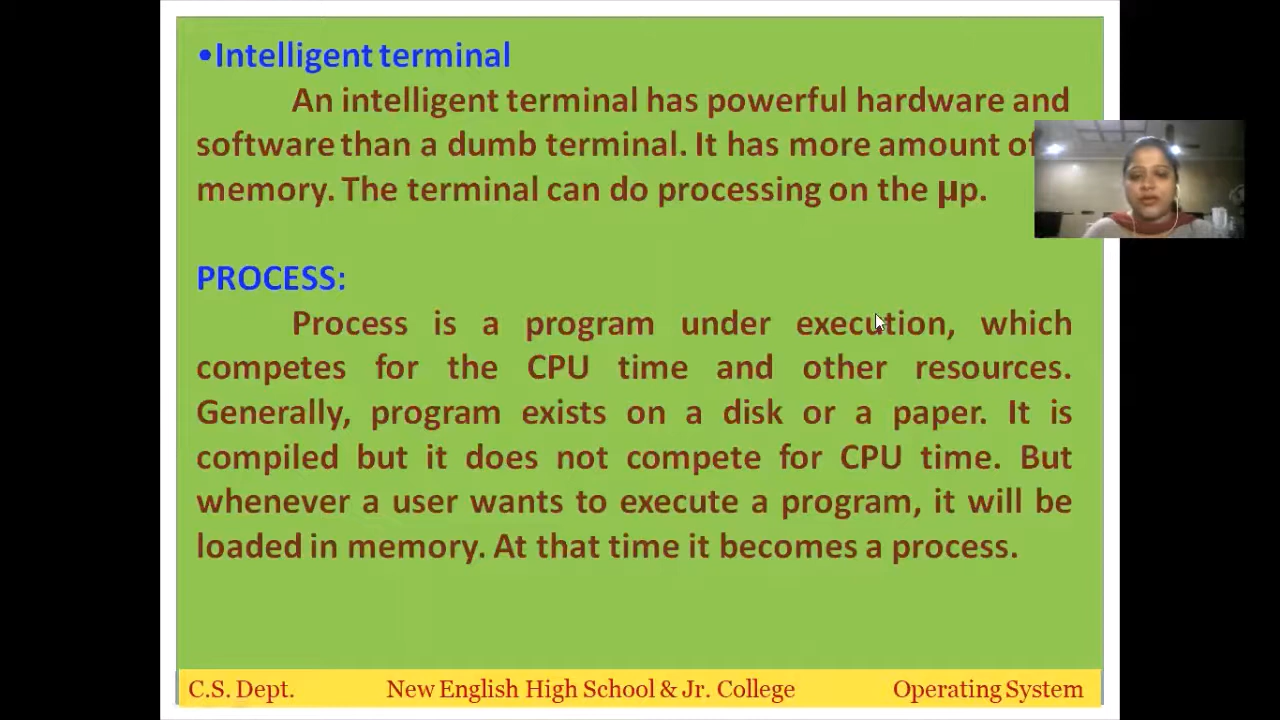 •Intelligent terminal
An intelligent terminal has powerful hardware and
software than a dumb terminal. It has more amount of
memory. The terminal can do processing on the µp.
PROCESS:
Process is a program under execution, which
competes for the CPU time and other resources.
Generally, program exists on a disk or a paper. It is
compiled but it does not compete for CPU time. But
whenever a user wants to execute a program, it will be
loaded in memory. At that time it becomes a process.
C.S. Dept. New English High School & Jr. College Operating System